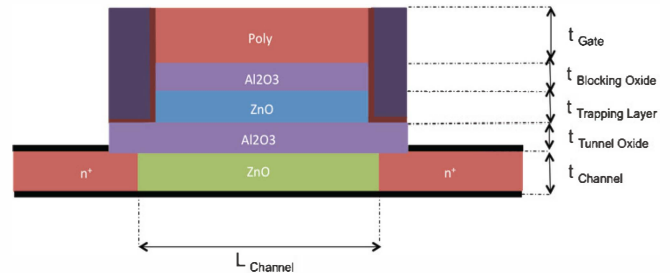 Poly
t Gate
Al2O3
t Blocking Oxide
ZnO
t Trapping Layer
Al2O3
t Tunnel Oxide
n+ ZnO n+
t Channel
L Channel